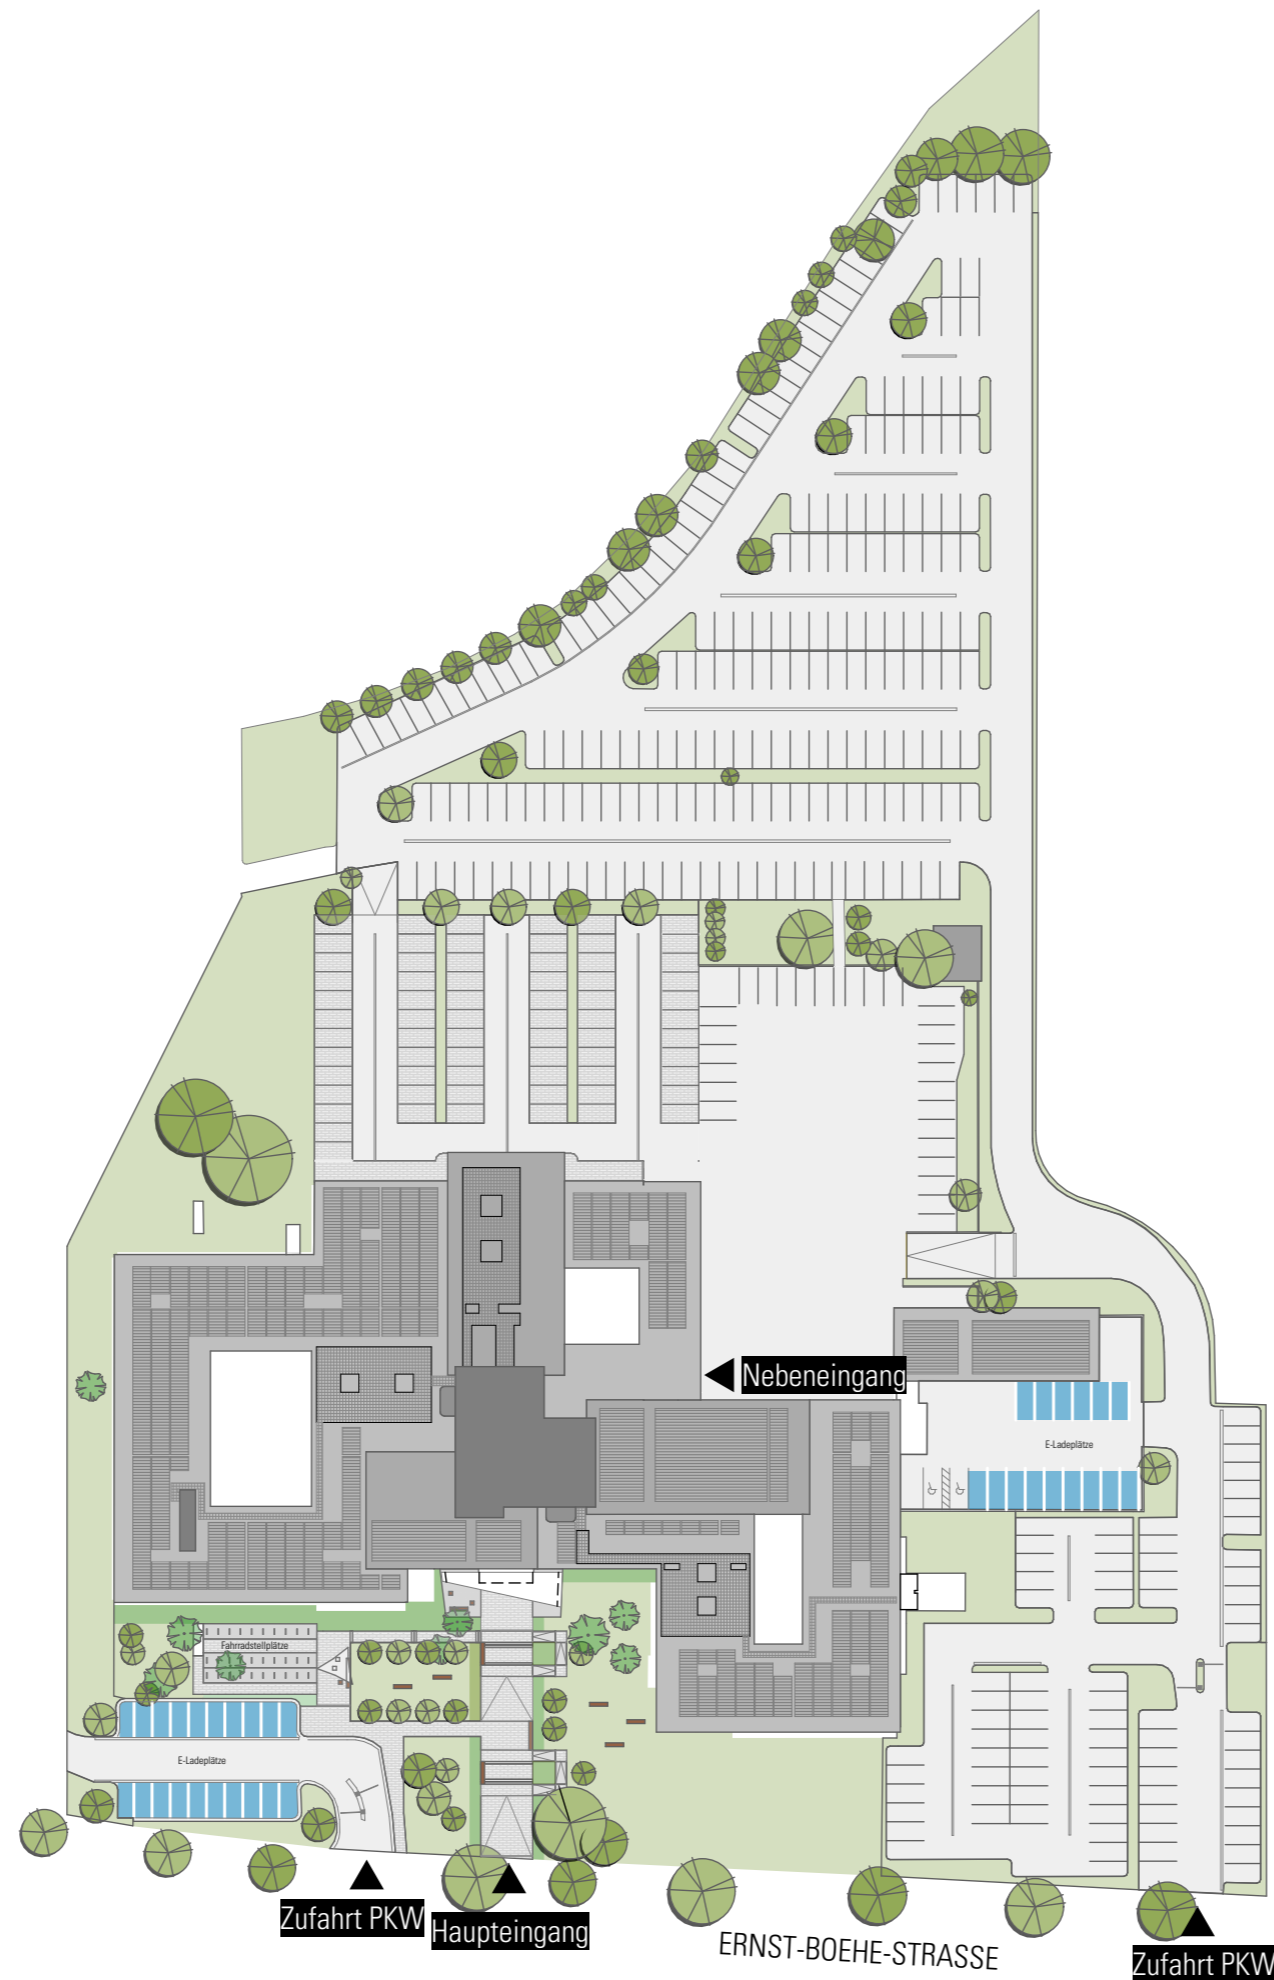 Nebeneingang
E-Ladeplätze
Fahrradstellplätze
E-Ladeplätze
Zufahrt PKW
Haupteingang
ERNST-BOEHE-STRASSE
Zufahrt PKW